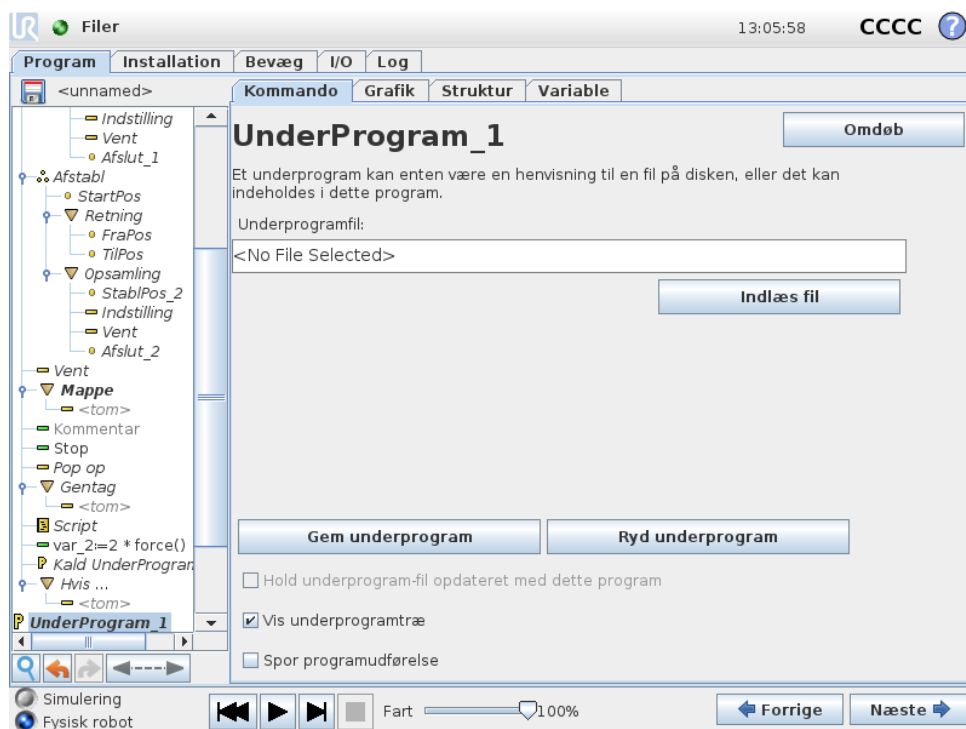 UR Filer 13:05:58 CCCC ?
Program Installation Bevæg I/O Log
<unnamed>
Kommando Grafik Struktur Variable
Indstilling
Vent
Afslut_1
Afstabl
StartPos
Retning
FraPos
TilPos
Opsamling
StablPos_2
Indstilling
Vent
Afslut_2
Vent
Mappe
<tom>
Kommentar
Stop
Pop op
Gentag
<tom>
Script
var_2:=2 * force()
Kald UnderProgran
Hvis ...
<tom>
UnderProgram_1
UnderProgram_1
Omdøb
Et underprogram kan enten være en henvisning til en fil på disken, eller det kan
indeholdes i dette program.
Underprogramfil:
<No File Selected>
Indlæs fil
Gem underprogram
Ryd underprogram
Hold underprogram-fil opdateret med dette program
Vis underprogramtræ
Spor programudførelse
Simulering
Fysisk robot
Fart 100%
Forrige
Næste